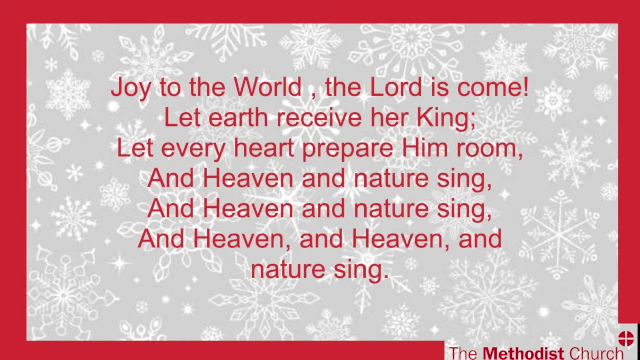 Joy to the World , the Lord is come!
Let earth receive her King;
Let every heart prepare Him room,
And Heaven and nature sing,
And Heaven and nature sing,
And Heaven, and Heaven, and
nature sing.
The Methodist Church